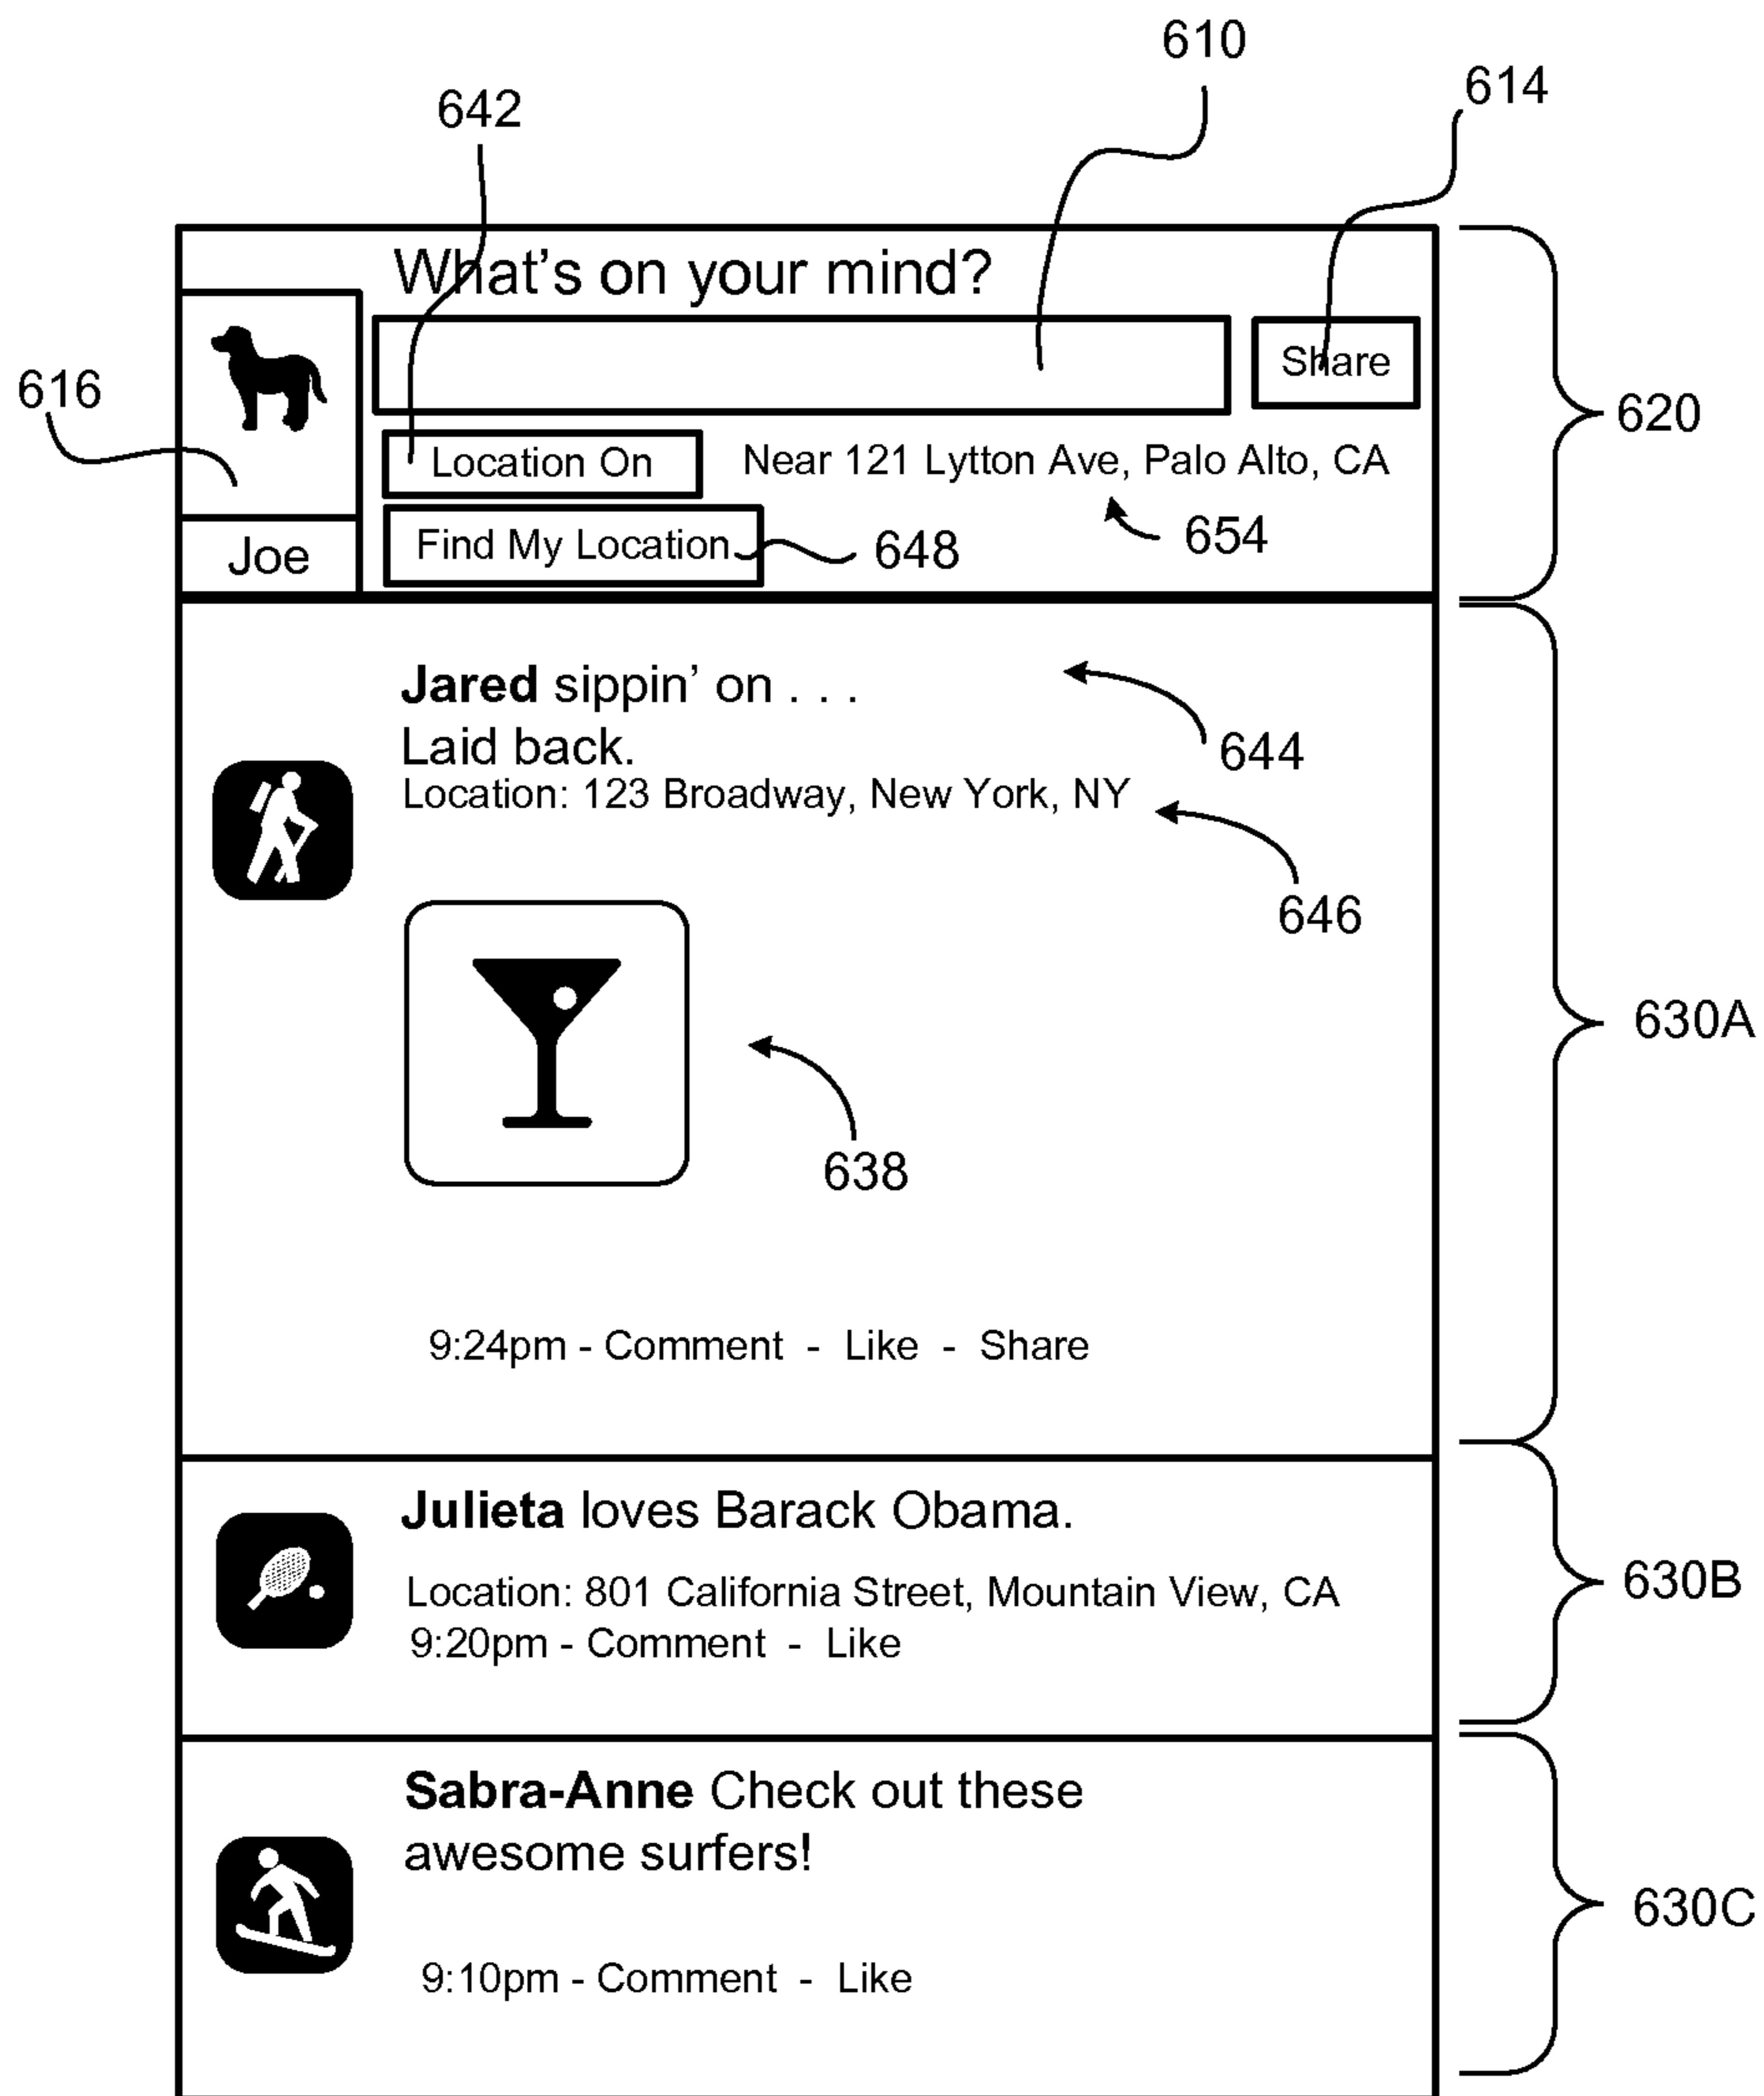 610
614
642
What's on your mind?
Share
616
620
Location On
Near 121 Lytton Ave, Palo Alto, CA
654
Find My Location
648
Joe
Jared sippin' on . . .
Laid back.
644
Location: 123 Broadway, New York, NY
646
630A
638
9:24pm - Comment - Like - Share
Julieta loves Barack Obama.
630B
Location: 801 California Street, Mountain View, CA
9:20pm - Comment - Like
Sabra-Anne Check out these
awesome surfers!
630C
9:10pm - Comment - Like